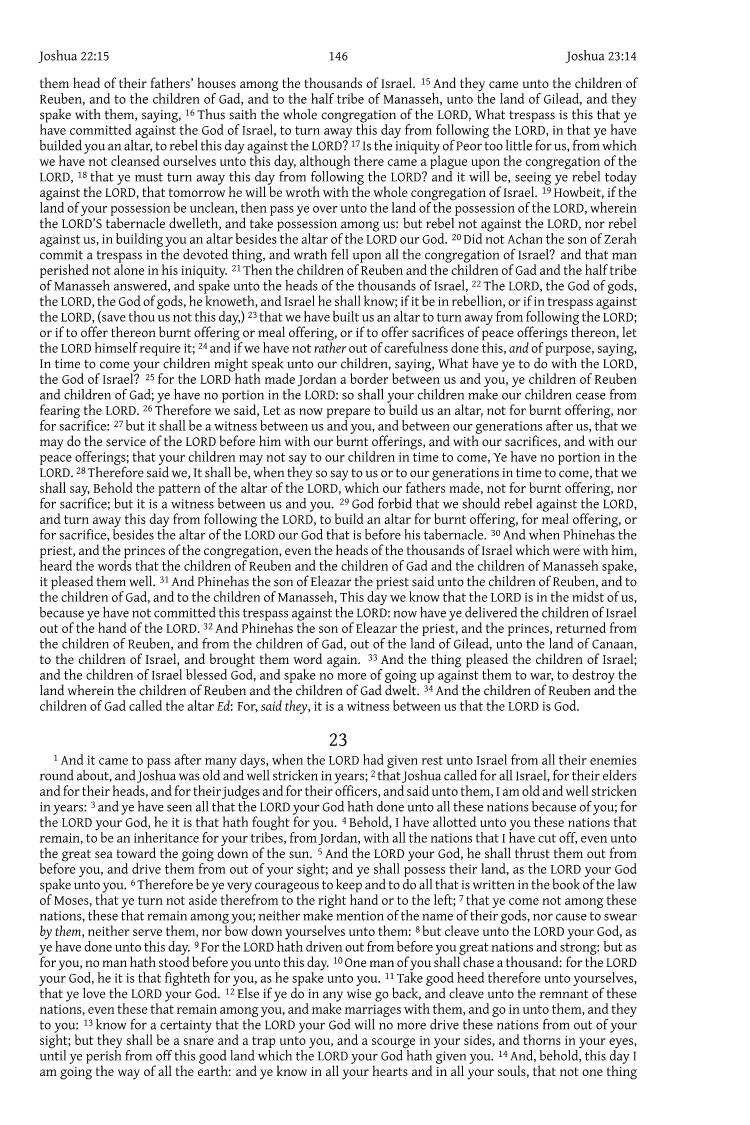 Joshua 22:15 146 Joshua 23:14
them head of their fathers’ houses among the thousands of Israel. 15 And they came unto the children of
Reuben, and to the children of Gad, and to the half tribe of Manasseh, unto the land of Gilead, and they
spake with them, saying, 16 Thus saith the whole congregation of the LORD, What trespass is this that ye
have committed against the God of Israel, to turn away this day from following the LORD, in that ye have
builded you an altar, to rebel this day against the LORD? 17 Is the iniquity of Peor too little for us, from which
we have not cleansed ourselves unto this day, although there came a plague upon the congregation of the
LORD, 18 that ye must turn away this day from following the LORD? and it will be, seeing ye rebel today
against the LORD, that tomorrow he will be wroth with the whole congregation of Israel. 19 Howbeit, if the
land of your possession be unclean, then pass ye over unto the land of the possession of the LORD, wherein
the LORD’S tabernacle dwelleth, and take possession among us: but rebel not against the LORD, nor rebel
against us, in building you an altar besides the altar of the LORD our God. 20 Did not Achan the son of Zerah
commit a trespass in the devoted thing, and wrath fell upon all the congregation of Israel? and that man
perished not alone in his iniquity. 21 Then the children of Reuben and the children of Gad and the half tribe
of Manasseh answered, and spake unto the heads of the thousands of Israel, 22 The LORD, the God of gods,
the LORD, the God of gods, he knoweth, and Israel he shall know; if it be in rebellion, or if in trespass against
the LORD, (save thou us not this day,) 23 that we have built us an altar to turn away from following the LORD;
or if to offer thereon burnt offering or meal offering, or if to offer sacrifices of peace offerings thereon, let
the LORD himself require it; 24 and if we have not rather out of carefulness done this, and of purpose, saying,
In time to come your children might speak unto our children, saying, What have ye to do with the LORD,
the God of Israel? 25 for the LORD hath made Jordan a border between us and you, ye children of Reuben
and children of Gad; ye have no portion in the LORD: so shall your children make our children cease from
fearing the LORD. 26 Therefore we said, Let as now prepare to build us an altar, not for burnt offering, nor
for sacrifice: 27 but it shall be a witness between us and you, and between our generations after us, that we
may do the service of the LORD before him with our burnt offerings, and with our sacrifices, and with our
peace offerings; that your children may not say to our children in time to come, Ye have no portion in the
LORD. 28 Therefore said we, It shall be, when they so say to us or to our generations in time to come, that we
shall say, Behold the pattern of the altar of the LORD, which our fathers made, not for burnt offering, nor
for sacrifice; but it is a witness between us and you. 29 God forbid that we should rebel against the LORD,
and turn away this day from following the LORD, to build an altar for burnt offering, for meal offering, or
for sacrifice, besides the altar of the LORD our God that is before his tabernacle. 30 And when Phinehas the
priest, and the princes of the congregation, even the heads of the thousands of Israel which were with him,
heard the words that the children of Reuben and the children of Gad and the children of Manasseh spake,
it pleased them well. 31 And Phinehas the son of Eleazar the priest said unto the children of Reuben, and to
the children of Gad, and to the children of Manasseh, This day we know that the LORD is in the midst of us,
because ye have not committed this trespass against the LORD: now have ye delivered the children of Israel
out of the hand of the LORD. 32 And Phinehas the son of Eleazar the priest, and the princes, returned from
the children of Reuben, and from the children of Gad, out of the land of Gilead, unto the land of Canaan,
to the children of Israel, and brought them word again. 33 And the thing pleased the children of Israel;
and the children of Israel blessed God, and spake no more of going up against them to war, to destroy the
land wherein the children of Reuben and the children of Gad dwelt. 34 And the children of Reuben and the
children of Gad called the altar Ed: For, said they, it is a witness between us that the LORD is God.
23
1 And it came to pass after many days, when the LORD had given rest unto Israel from all their enemies
round about, and Joshua was old and well stricken in years; 2 that Joshua called for all Israel, for their elders
and for their heads, and for their judges and for their officers, and said unto them, I am old and well stricken
in years: 3 and ye have seen all that the LORD your God hath done unto all these nations because of you; for
the LORD your God, he it is that hath fought for you. 4 Behold, I have allotted unto you these nations that
remain, to be an inheritance for your tribes, from Jordan, with all the nations that I have cut off, even unto
the great sea toward the going down of the sun. 5 And the LORD your God, he shall thrust them out from
before you, and drive them from out of your sight; and ye shall possess their land, as the LORD your God
spake unto you. 6 Therefore be ye very courageous to keep and to do all that is written in the book of the law
of Moses, that ye turn not aside therefrom to the right hand or to the left; 7 that ye come not among these
nations, these that remain among you; neither make mention of the name of their gods, nor cause to swear
by them, neither serve them, nor bow down yourselves unto them: 8 but cleave unto the LORD your God, as
ye have done unto this day. 9 For the LORD hath driven out from before you great nations and strong: but as
for you, no man hath stood before you unto this day. 10 One man of you shall chase a thousand: for the LORD
your God, he it is that fighteth for you, as he spake unto you. 11 Take good heed therefore unto yourselves,
that ye love the LORD your God. 12 Else if ye do in any wise go back, and cleave unto the remnant of these
nations, even these that remain among you, and make marriages with them, and go in unto them, and they
to you: 13 know for a certainty that the LORD your God will no more drive these nations from out of your
sight; but they shall be a snare and a trap unto you, and a scourge in your sides, and thorns in your eyes,
until ye perish from off this good land which the LORD your God hath given you. 14 And, behold, this day I
am going the way of all the earth: and ye know in all your hearts and in all your souls, that not one thing